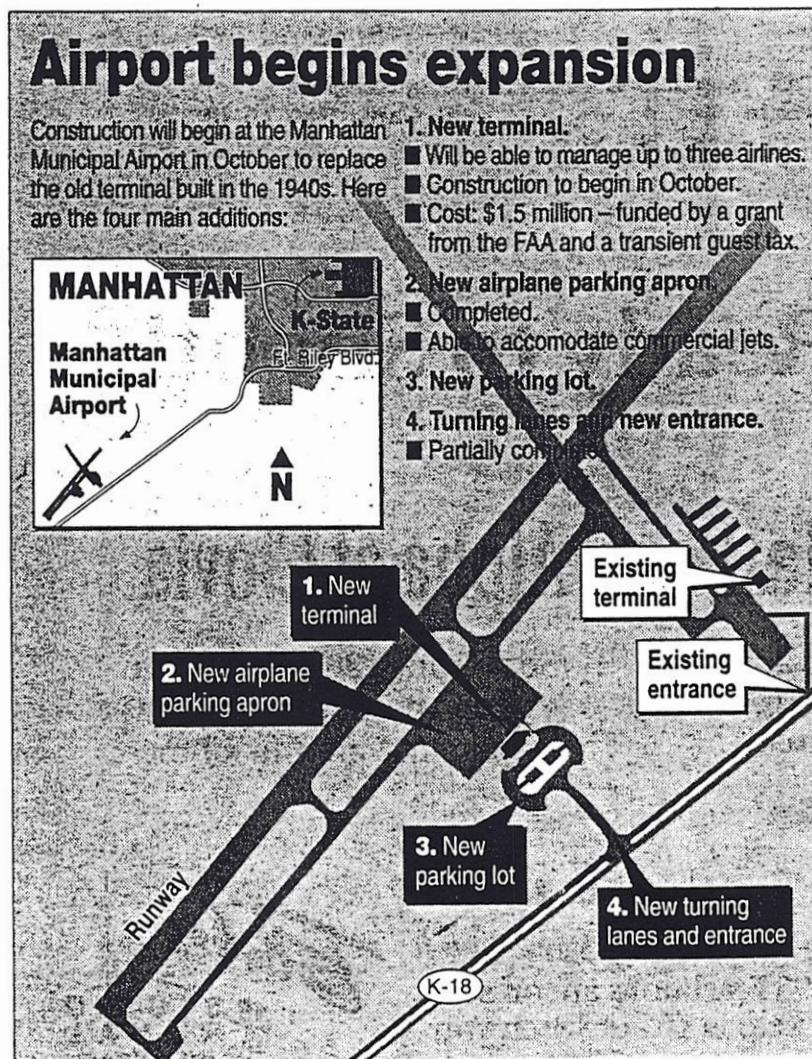 Airport begins expansion
Construction will begin at the Manhattan
Municipal Airport in October to replace
the old terminal built in the 1940s. Here
are the four main additions:
1. New terminal.
■ Will be able to manage up to three airlines.
■ Construction to begin in October.
■ Cost: $1.5 million – funded by a grant
from the FAA and a transient guest tax.
2. New airplane parking apron.
■ Completed.
■ Able to accomodate commercial jets.
3. New parking lot.
4. Turning lanes and new entrance.
■ Partially completed.
MANHATTAN
K-State
Ft. Riley Blvd.
Manhattan
Municipal
Airport
N
Existing
terminal
1. New
terminal
Existing
entrance
2. New airplane
parking apron
3. New
parking lot
4. New turning
lanes and entrance
Runway
K-18